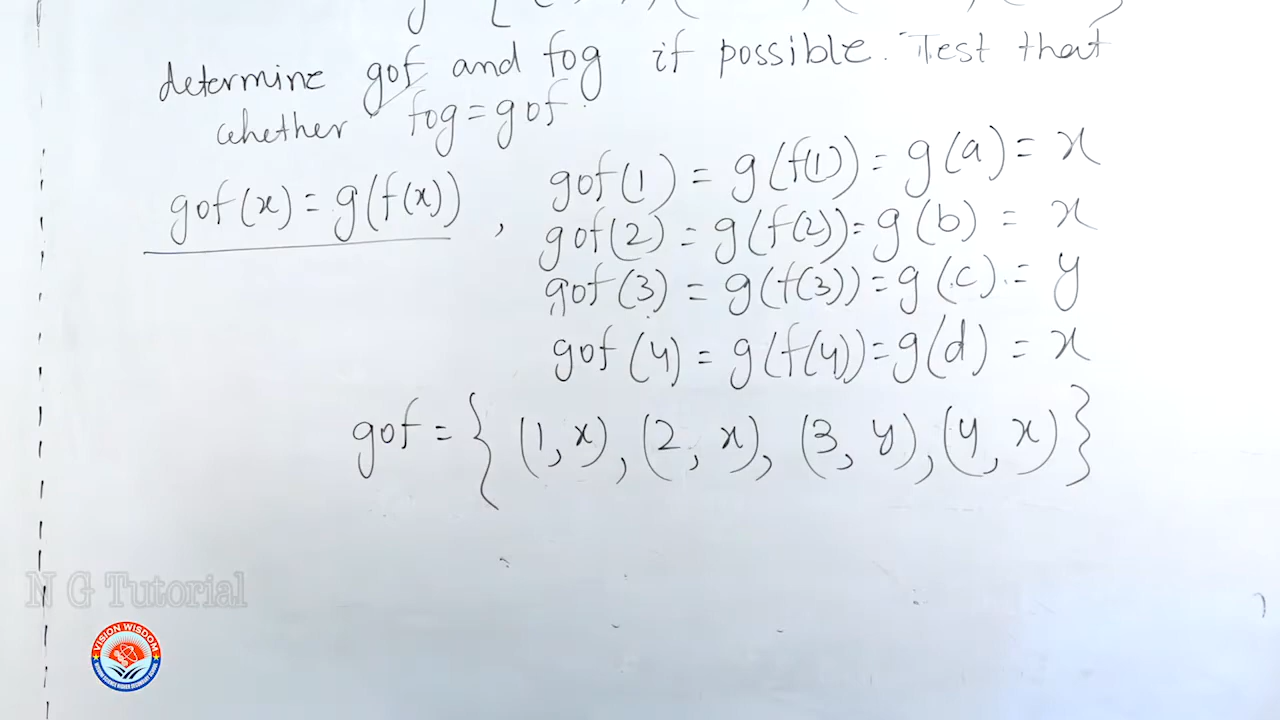 determine gof and fog if possible. Test that
whether fog = gof
gof(x) = g(f(x)) , gof(1) = g(f(1)) = g(a) = x
gof(2) = g(f(2)) = g(b) = x
gof(3) = g(f(3)) = g(c) = y
gof(4) = g(f(4)) = g(d) = x
gof = { (1, x), (2, x), (3, y), (4, x) }
N G Tutorial
VISION WISDOM